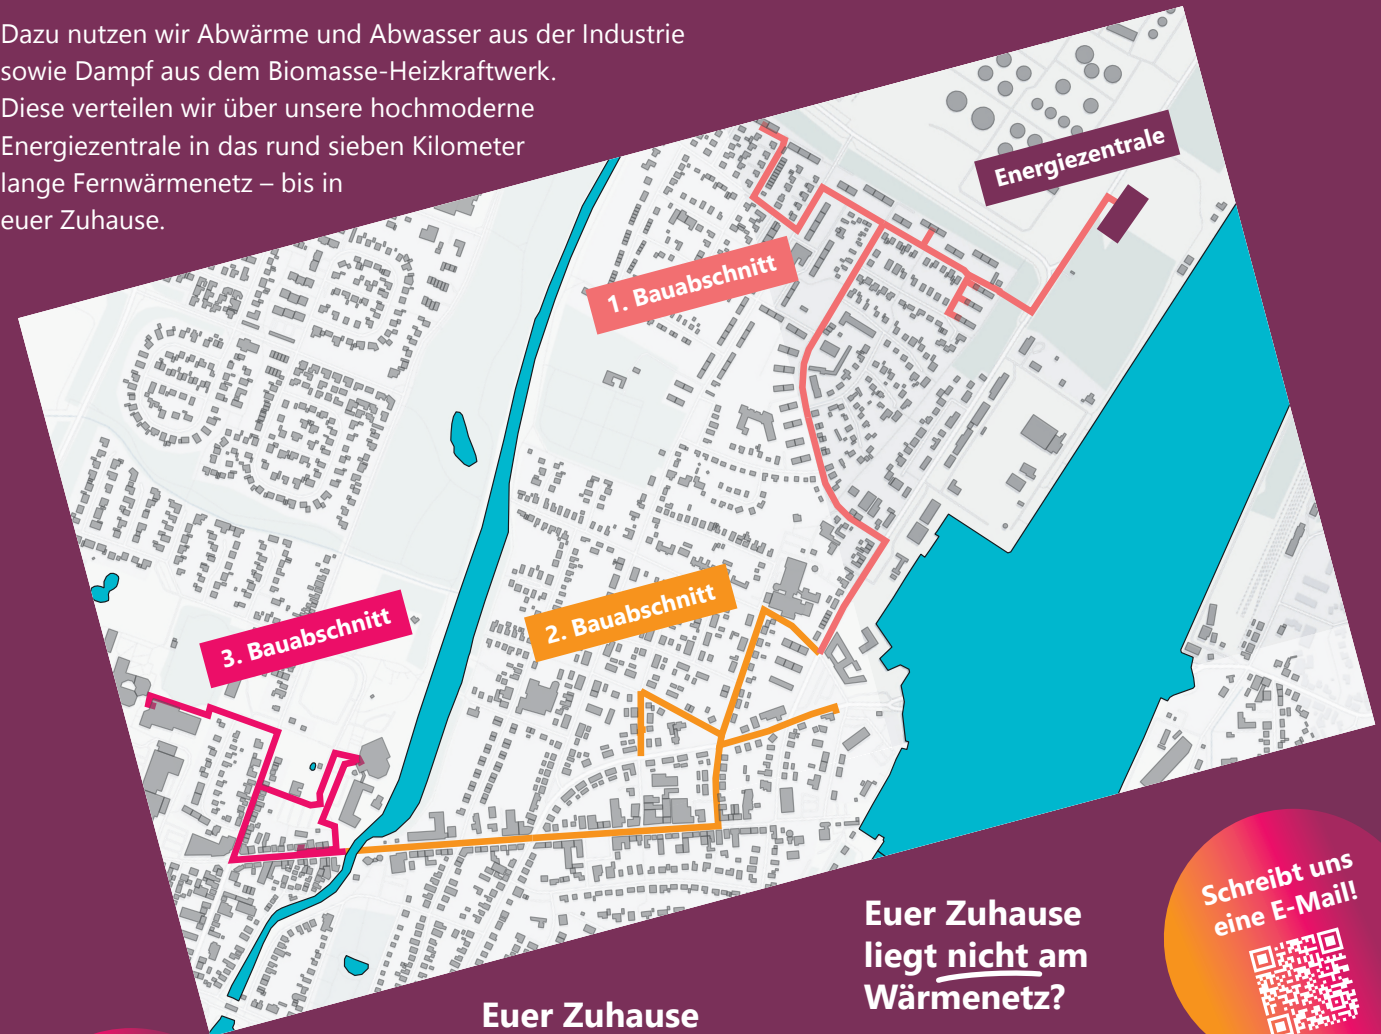 Dazu nutzen wir Abwärme und Abwasser aus der Industrie
sowie Dampf aus dem Biomasse-Heizkraftwerk.
Diese verteilen wir über unsere hochmoderne
Energiezentrale in das rund sieben Kilometer
lange Fernwärmenetz – bis in
euer Zuhause.
Energiezentrale
1. Bauabschnitt
2. Bauabschnitt
3. Bauabschnitt
Schreibt uns
eine E-Mail!
Euer Zuhause
liegt nicht am
Wärmenetz?
Euer Zuhause